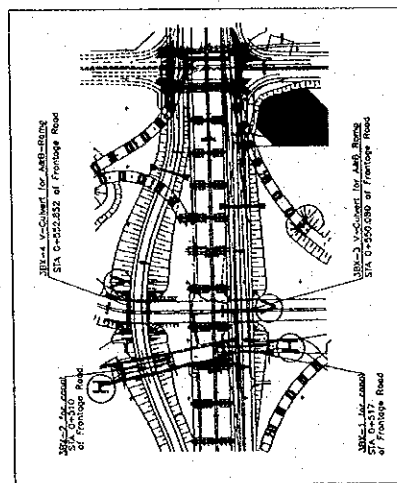 3BX-4 V-Culvert for A&B-Ramp
STA 0+552.852 of Frontage Road
3BX-3 V-Culvert for A&B Ramp
STA 0+550.080 of Frontage Road
3BX-2 for canal
STA 0+510
of Frontage Road
3BX-1 for canal
STA 0+517
of Frontage Road
V
V
H
H